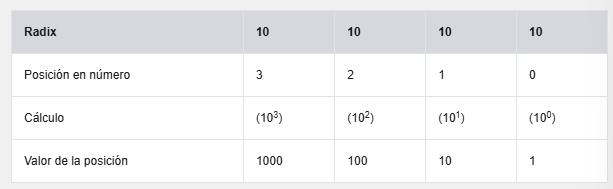 Radix 10 10 10 10
Posición en número 3 2 1 0
Cálculo (10³) (10²) (10¹) (10⁰)
Valor de la posición 1000 100 10 1